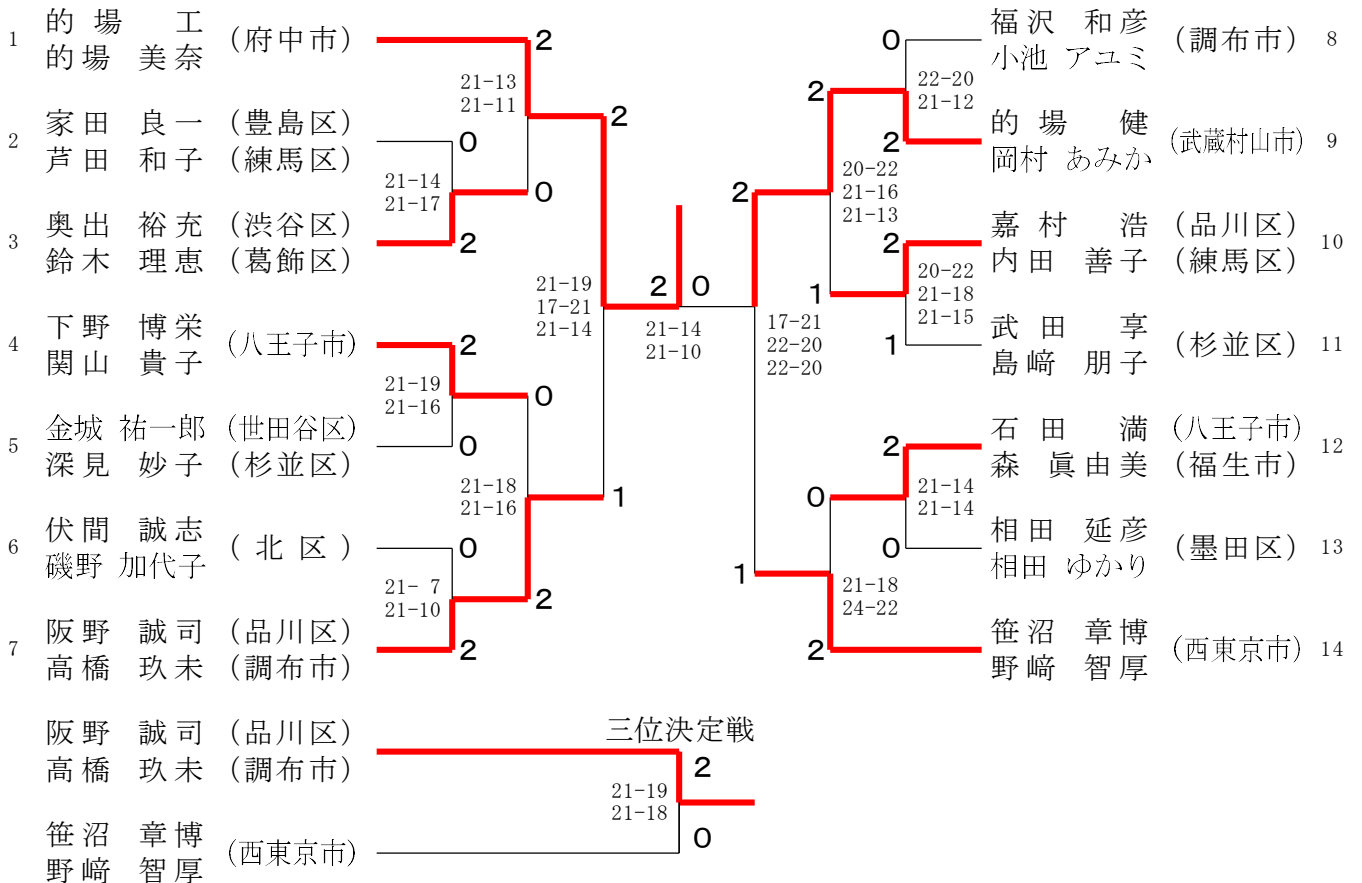 1 的場 工 (府中市)
的場 美奈
2 家田 良一 (豊島区)
芦田 和子 (練馬区)
3 奥出 裕充 (渋谷区)
鈴木 理恵 (葛飾区)
4 下野 博栄 (八王子市)
関山 貴子
5 金城 祐一郎 (世田谷区)
深見 妙子 (杉並区)
6 伏間 誠志 (北区)
磯野 加代子
7 阪野 誠司 (品川区)
高橋 玖未 (調布市)
2
21-13
21-11
0
21-14
21-17
0
2
2
21-19
17-21
21-14
2
21-19
21-16
0
0
21-18
21-16
1
0
21- 7
21-10
2
2
2 0
21-14
21-10
福沢 和彦 (調布市) 8
小池 アユミ
的場 健 (武蔵村山市) 9
岡村 あみか
嘉村 浩 (品川区) 10
内田 善子 (練馬区)
武田 享 (杉並区) 11
島﨑 朋子
石田 満 (八王子市) 12
森 眞由美 (福生市)
相田 延彦 (墨田区) 13
相田 ゆかり
笹沼 章博 (西東京市) 14
野﨑 智厚
0
22-20
21-12
2
2
20-22
21-16
21-13
2
2
20-22
21-18
21-15
1
1
17-21
22-20
22-20
2
21-14
21-14
0
0
1
21-18
24-22
2
三位決定戦
阪野 誠司 (品川区)
高橋 玖未 (調布市)
2
21-19
21-18
0
笹沼 章博 (西東京市)
野﨑 智厚